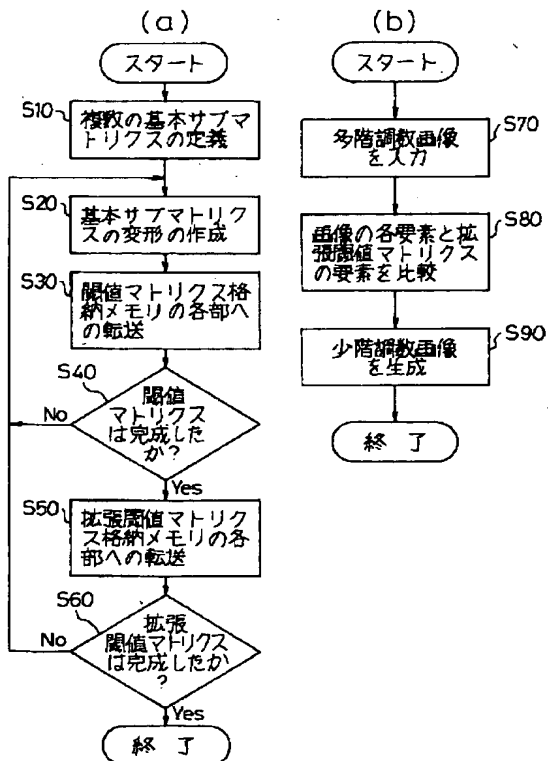 (a)
スタート
S10
複数の基本サブマ
トリクスの定義
S20
基本サブマトリク
スの変形の作成
S30
閾値マトリクス格
納メモリの各部へ
の転送
S40
閾値
マトリクス
は完成した
か?
No
Yes
S50
拡張閾値マトリク
ス格納メモリの各
部への転送
S60
拡張
閾値マトリクス
は完成したか
?
No
Yes
終了
(b)
スタート
S70
多階調数画像
を入力
S80
画像の各要素と拡
張閾値マトリクス
の要素を比較
S90
少階調数画像
を生成
終了